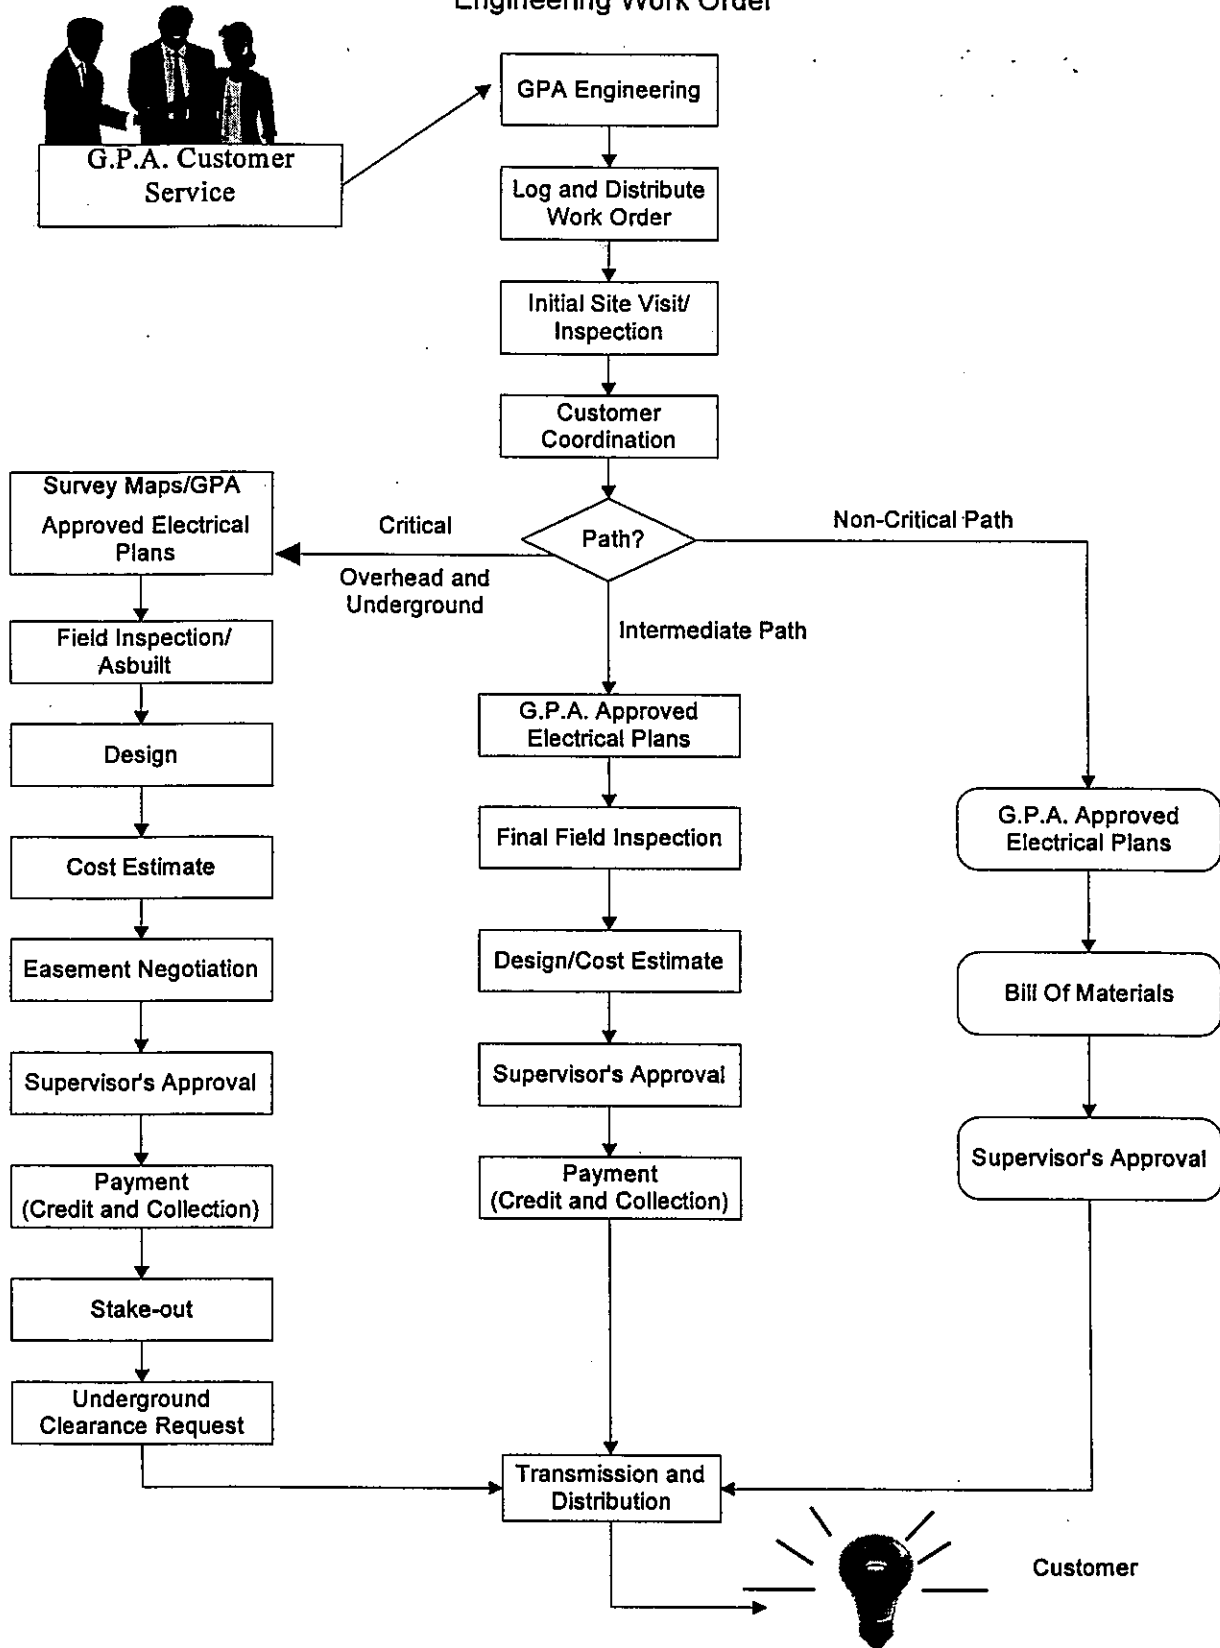 Engineering Work Order
G.P.A. Customer
Service
GPA Engineering
Log and Distribute
Work Order
Initial Site Visit/
Inspection
Customer
Coordination
Path?
Critical
Overhead and
Underground
Non-Critical Path
Intermediate Path
Survey Maps/GPA
Approved Electrical
Plans
Field Inspection/
Asbuilt
Design
Cost Estimate
Easement Negotiation
Supervisor's Approval
Payment
(Credit and Collection)
Stake-out
Underground
Clearance Request
G.P.A. Approved
Electrical Plans
Final Field Inspection
Design/Cost Estimate
Supervisor's Approval
Payment
(Credit and Collection)
G.P.A. Approved
Electrical Plans
Bill Of Materials
Supervisor's Approval
Transmission and
Distribution
Customer